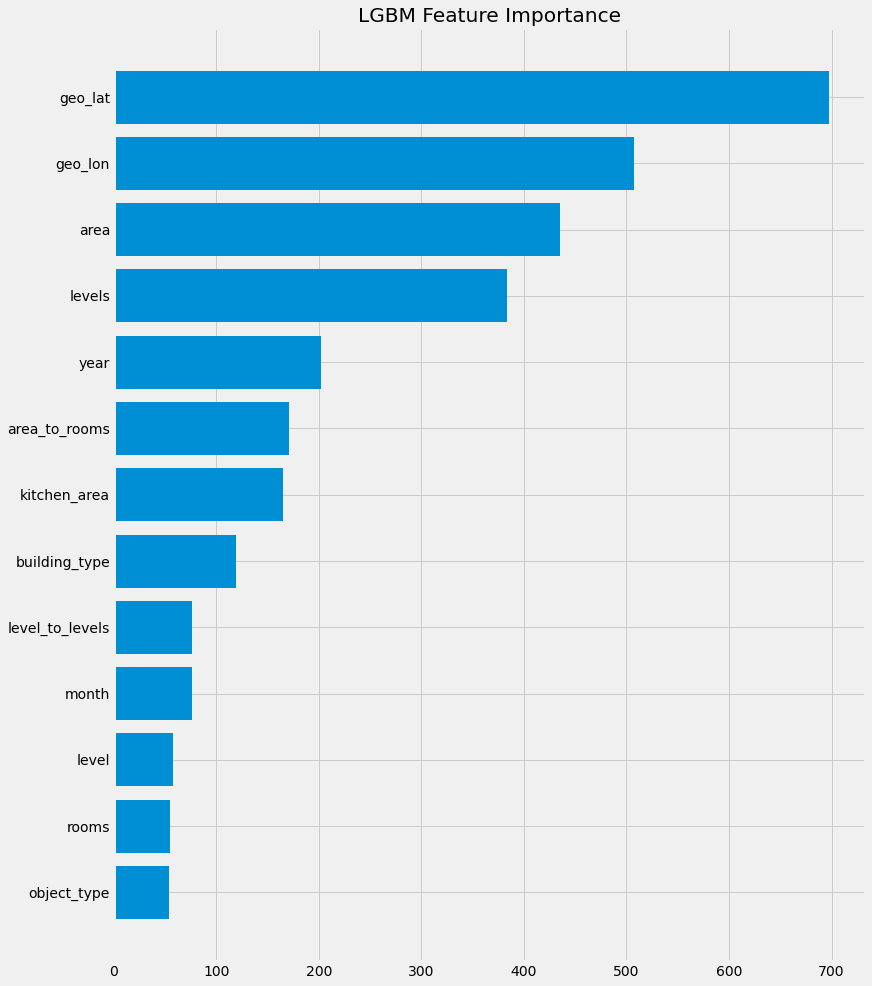 LGBM Feature Importance
geo_lat
geo_lon
area
levels
year
area_to_rooms
kitchen_area
building_type
level_to_levels
month
level
rooms
object_type
0 100 200 300 400 500 600 700